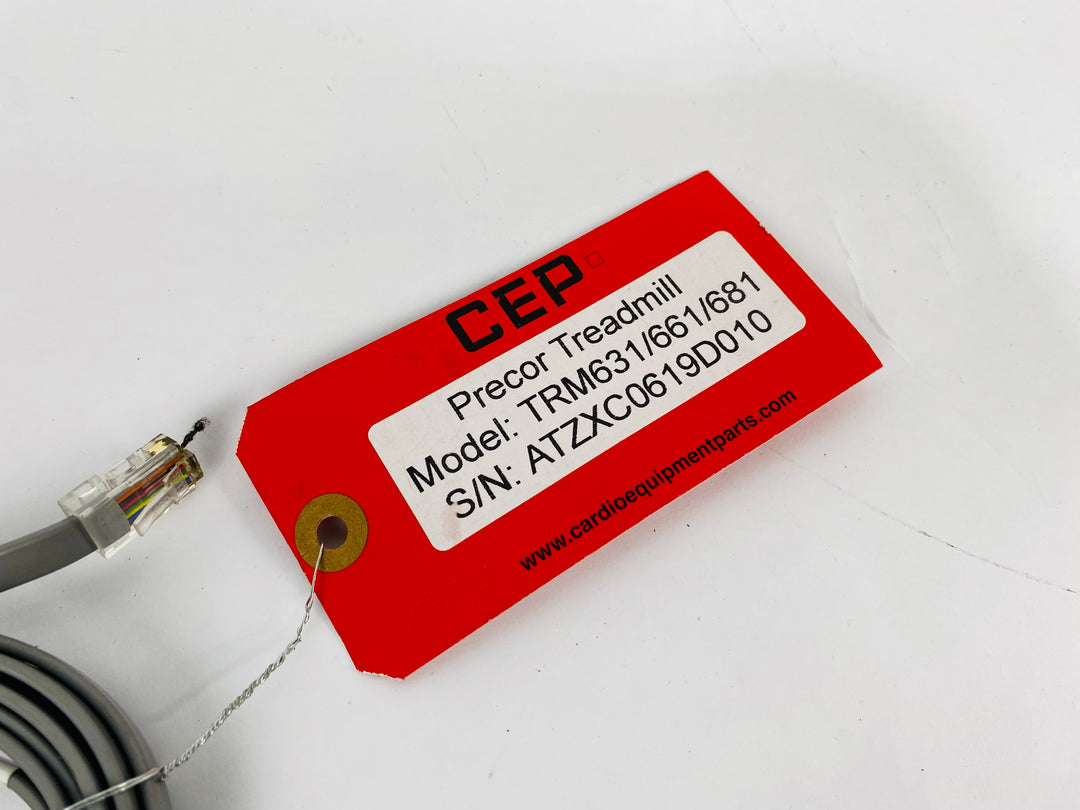 CEP
Precor Treadmill
Model: TRM631/661/681
S/N: ATZXC0619D010
www.cardioequipmentparts.com